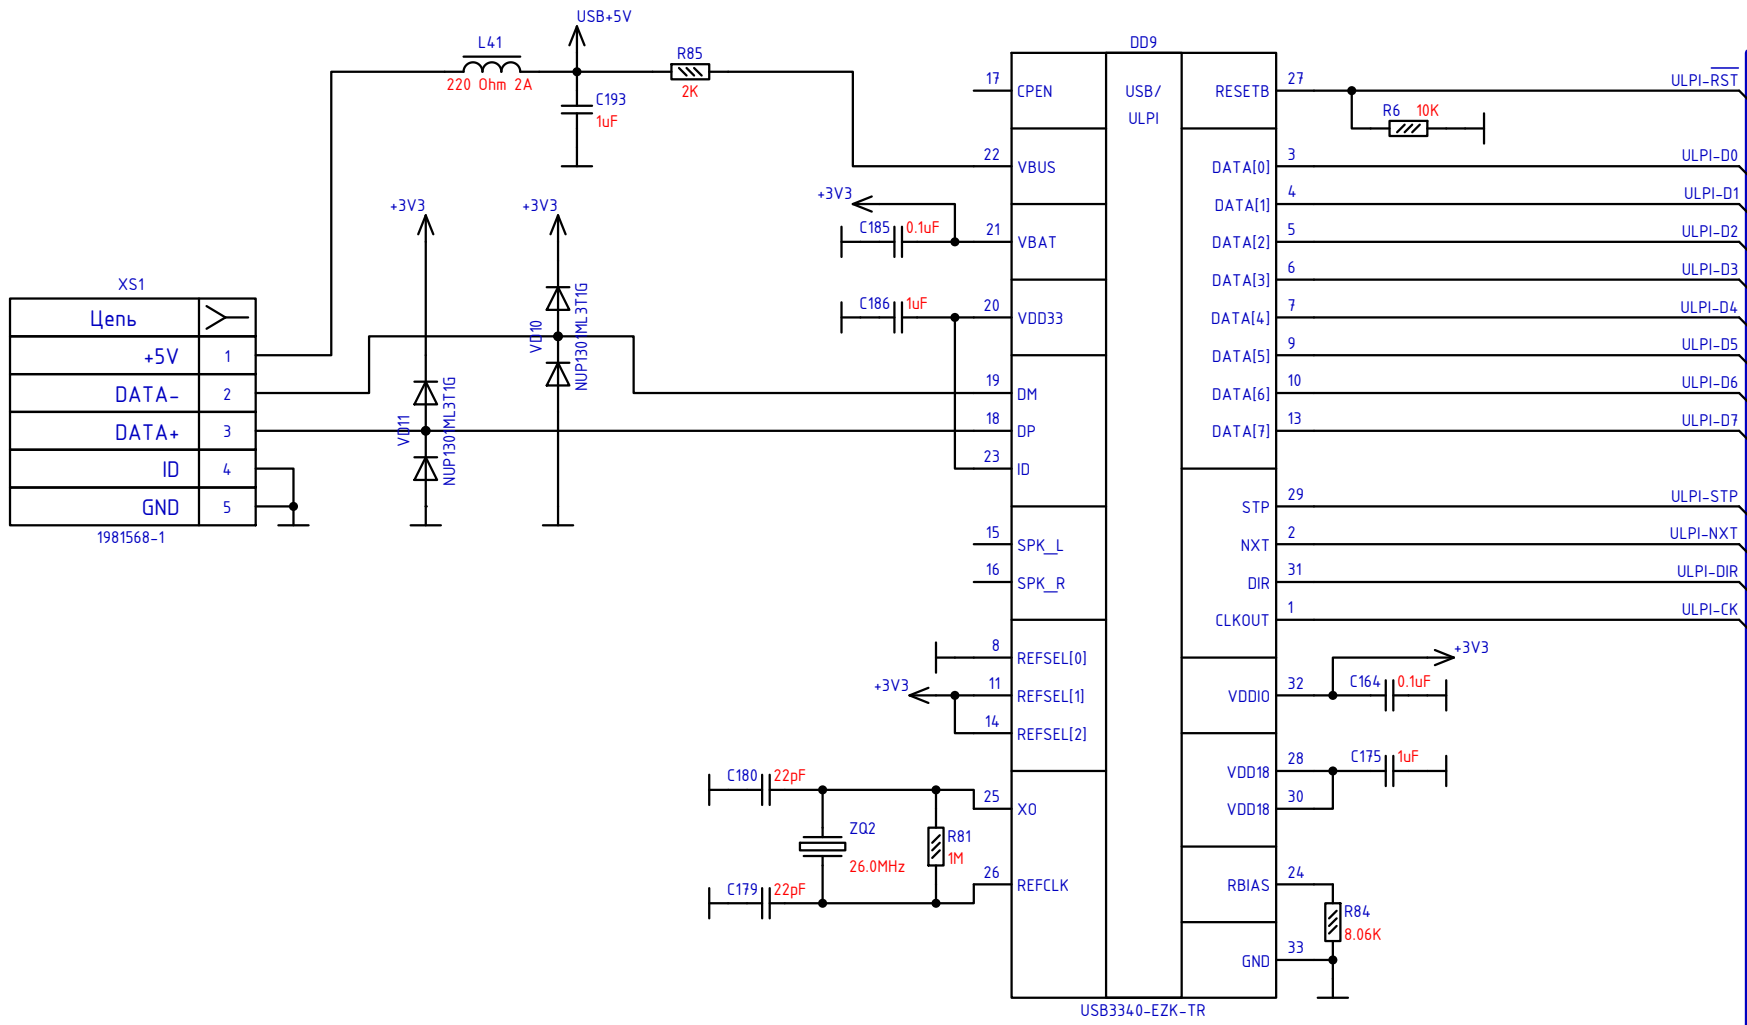 USB+5V
L41
220 Ohm 2A
R85
2K
C193
1uF
+3V3
+3V3
VD10
NUP1301ML3T1G
VD11
NUP1301ML3T1G
XS1
Цепь
+5V 1
DATA- 2
DATA+ 3
ID 4
GND 5
1981568-1
+3V3
C185 0.1uF
C186 1uF
+3V3
C180 22pF
ZQ2
26.0MHz
R81
1M
C179 22pF
DD9
USB/
ULPI
17 CPEN
22 VBUS
21 VBAT
20 VDD33
19 DM
18 DP
23 ID
15 SPK_L
16 SPK_R
8 REFSEL[0]
11 REFSEL[1]
14 REFSEL[2]
25 XO
26 REFCLK
RESETB 27 ULPI-RST
R6 10K
DATA[0] 3 ULPI-D0
DATA[1] 4 ULPI-D1
DATA[2] 5 ULPI-D2
DATA[3] 6 ULPI-D3
DATA[4] 7 ULPI-D4
DATA[5] 9 ULPI-D5
DATA[6] 10 ULPI-D6
DATA[7] 13 ULPI-D7
STP 29 ULPI-STP
NXT 2 ULPI-NXT
DIR 31 ULPI-DIR
CLKOUT 1 ULPI-CK
+3V3
VDDIO 32
C164 0.1uF
VDD18 28
C175 1uF
VDD18 30
RBIAS 24
R84
8.06K
GND 33
USB3340-EZK-TR